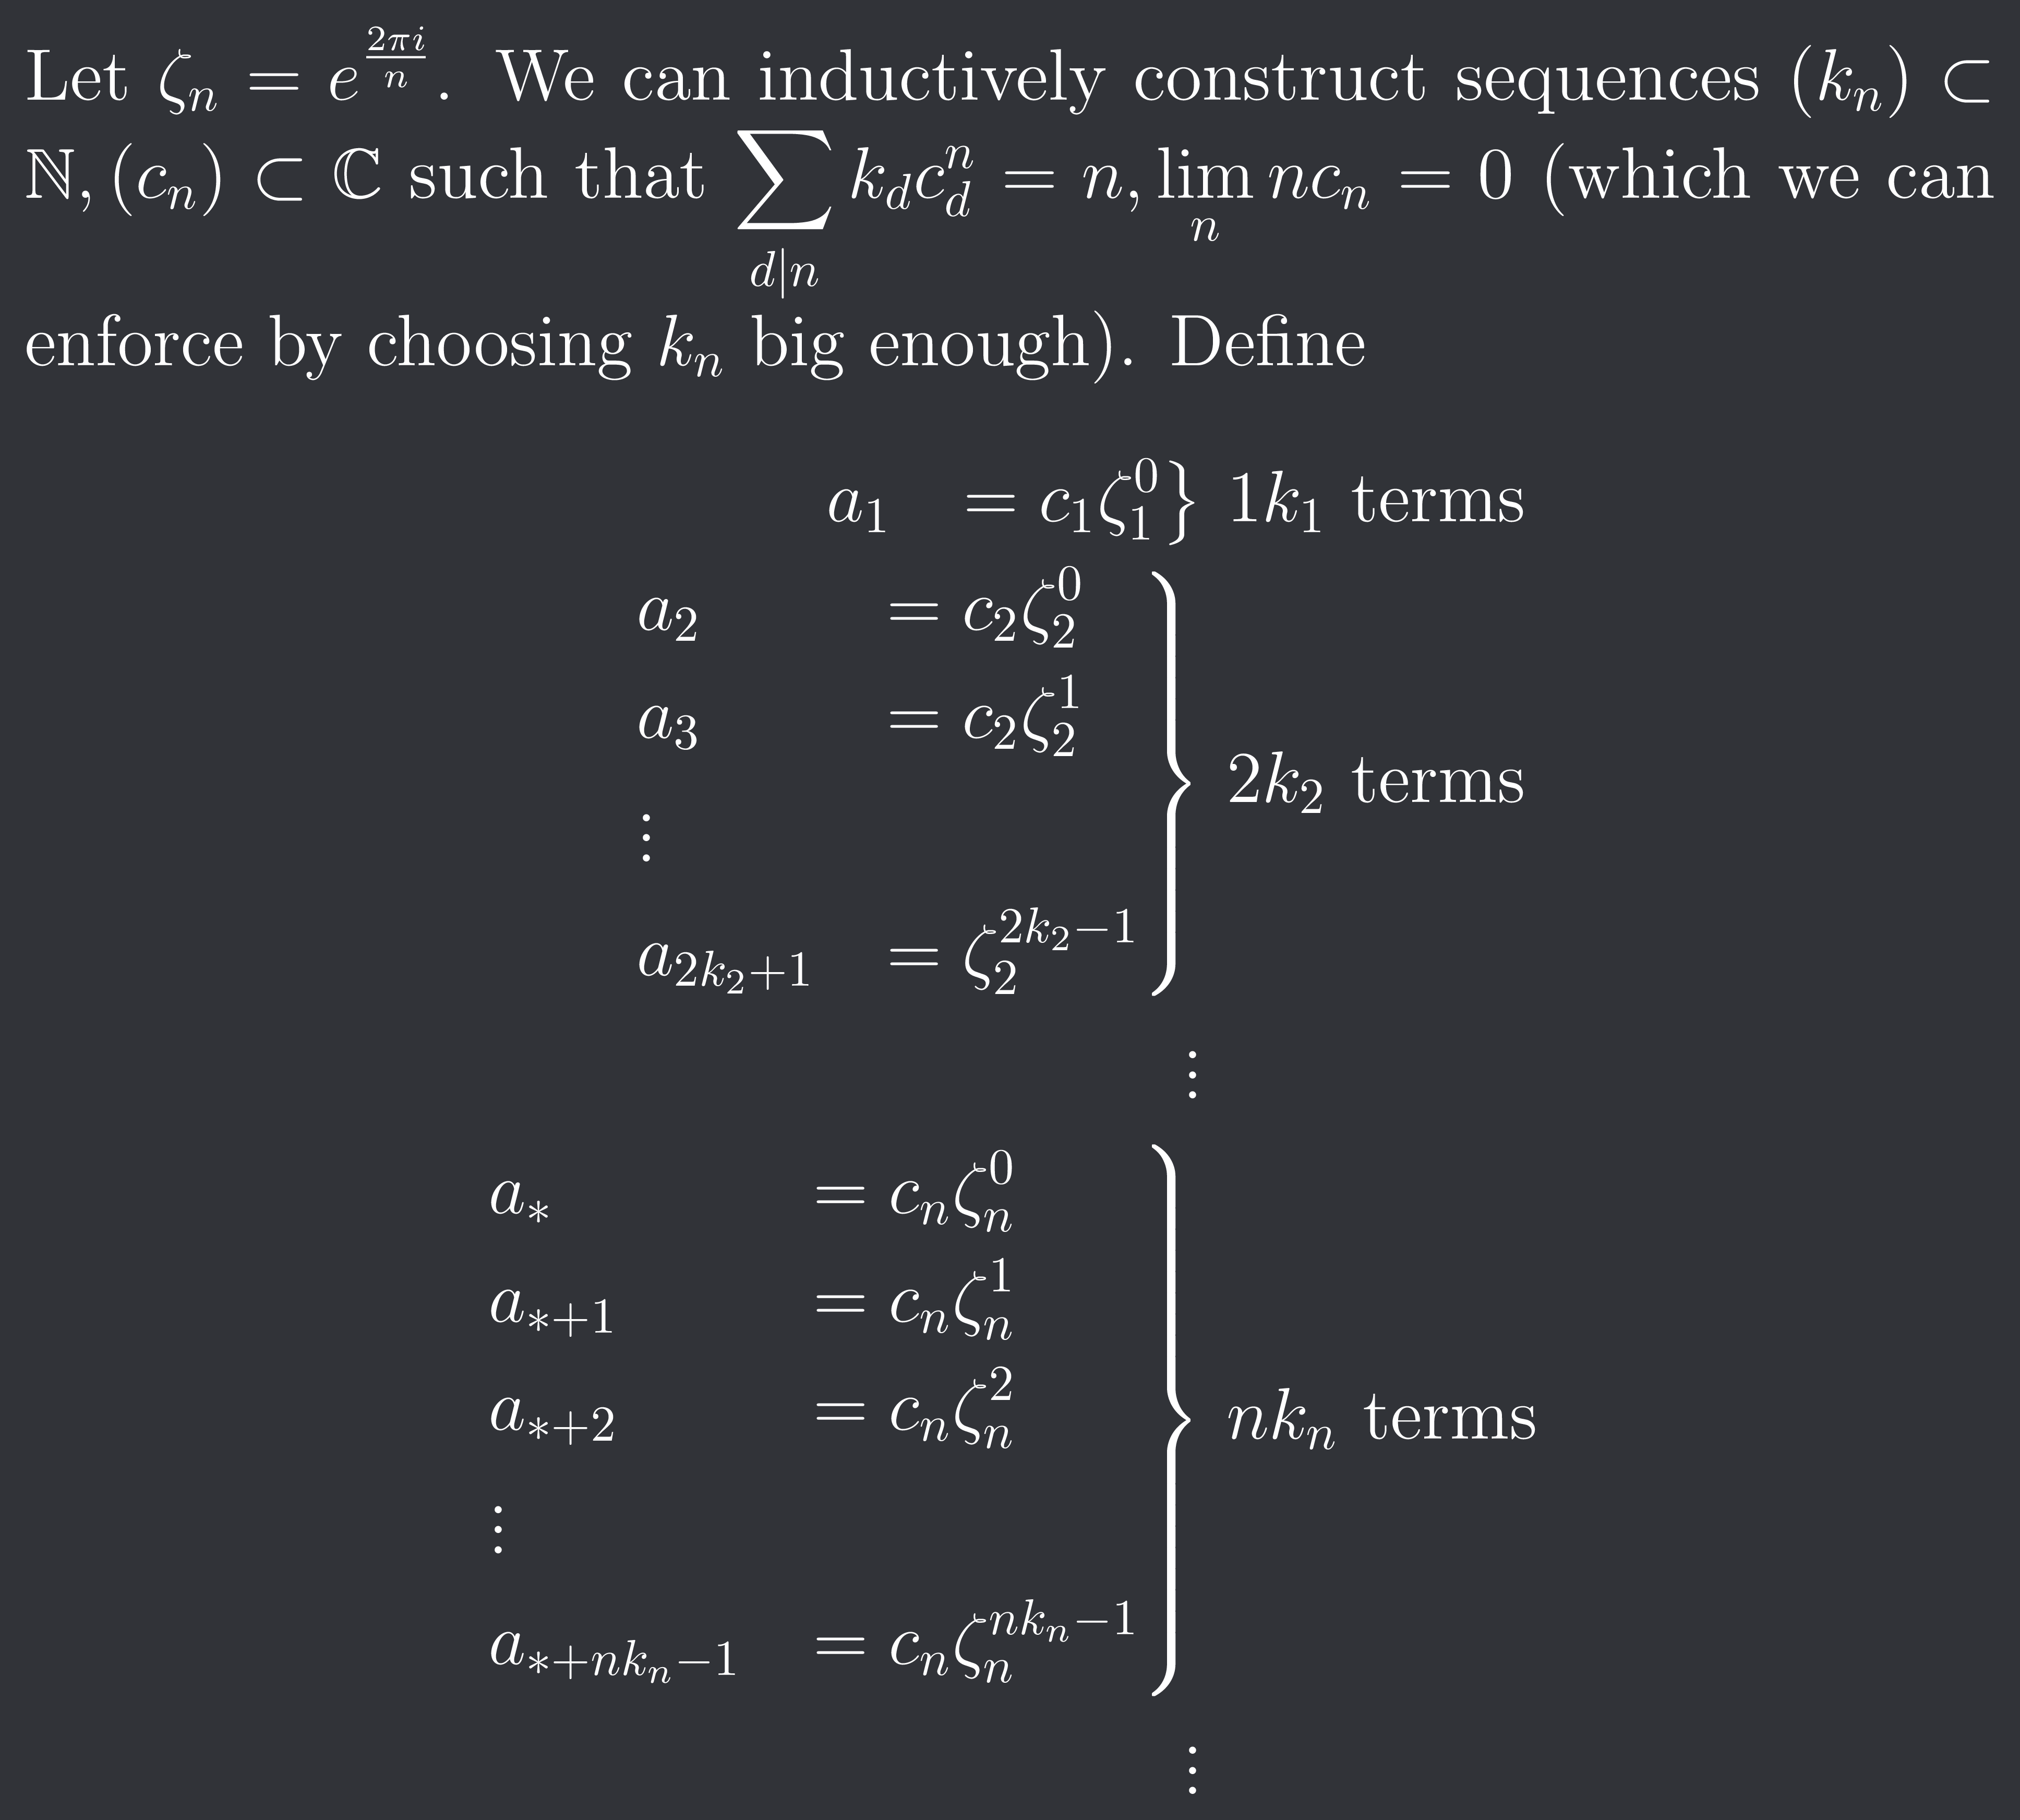 Let $\zeta_n = e^{\frac{2\pi i}{n}}$. We can inductively construct sequences $(k_n) \subset$
$\mathbb{N}, (c_n) \subset \mathbb{C}$ such that $\sum_{d|n} k_d c_d^n = n, \lim_n n c_n = 0$ (which we can
enforce by choosing $k_n$ big enough). Define
$a_1 = c_1 \zeta_1^0 \}$ $1k_1$ terms
$a_2 = c_2 \zeta_2^0$
$a_3 = c_2 \zeta_2^1$
$2k_2$ terms
$\vdots$
$a_{2k_2+1} = \zeta_2^{2k_2-1}$
$\vdots$
$a_* = c_n \zeta_n^0$
$a_{*+1} = c_n \zeta_n^1$
$a_{*+2} = c_n \zeta_n^2$
$nk_n$ terms
$\vdots$
$a_{*+nk_n-1} = c_n \zeta_n^{nk_n-1}$
$\vdots$